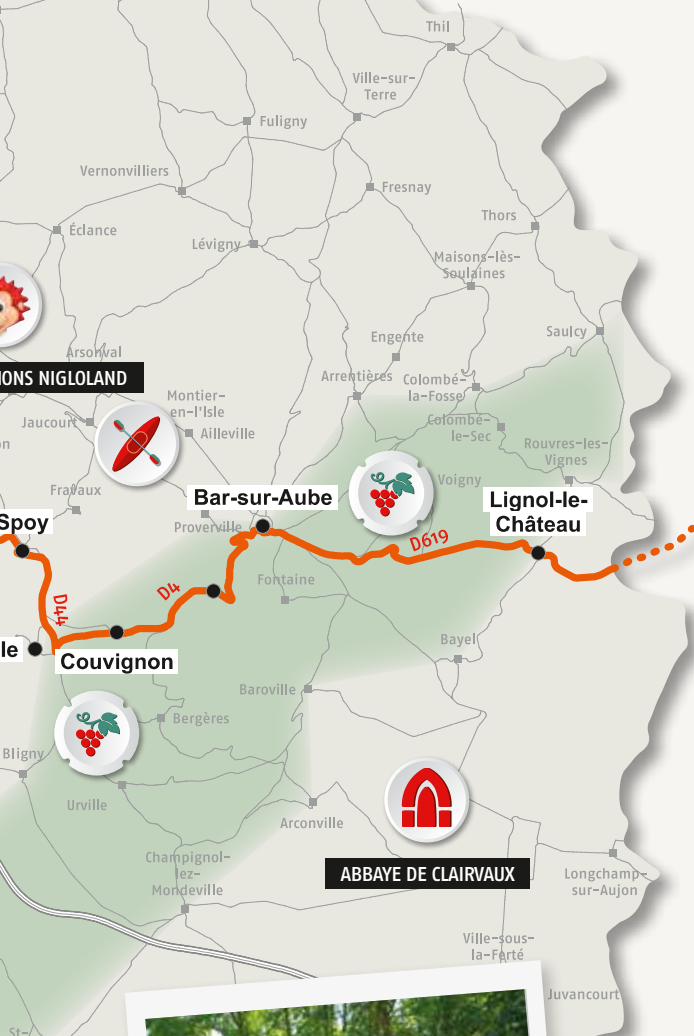 Thil
Ville-sur-
Terre
Fuligny
Vernonvilliers
Fresnay
Thors
Éclance
Lévigny
Maisons-lès-
Soulaines
Saulcy
Engente
Arsonval
IONS NIGLOLAND
Arrentières
Colombé-
la-Fosse
Montier-
en-l'Isle
Jaucourt
Ailleville
Colombé-
le-Sec
Rouvres-les-
Vignes
Voigny
Fravaux
Bar-sur-Aube
Lignol-le-
Château
Spoy
Proverville
D619
Fontaine
D4
D44
Bayel
le
Couvignon
Baroville
Bergères
Bligny
Urville
Arconville
Champignol-
lez-
Mondeville
ABBAYE DE CLAIRVAUX
Longchamp-
sur-Aujon
Ville-sous-
la-Ferté
Juvancourt
St-